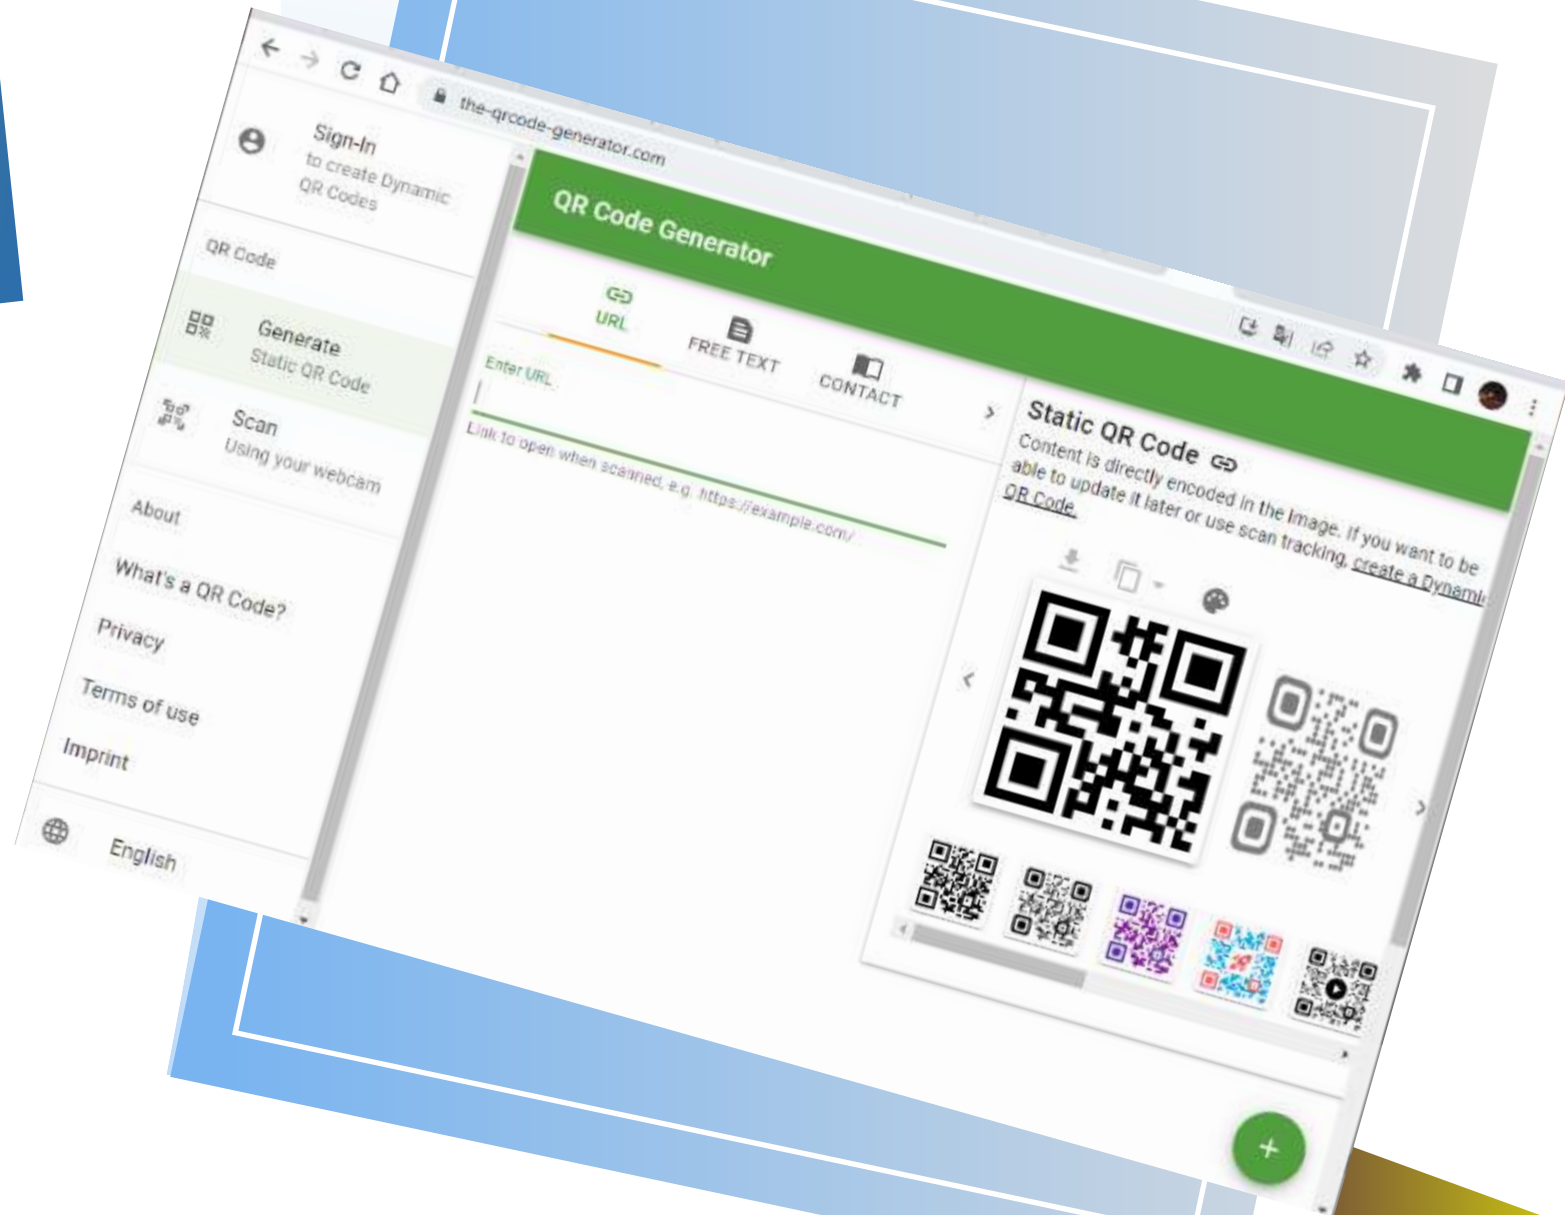 the-qrcode-generator.com
Sign-In
to create Dynamic
QR Codes
QR Code
Generate
Static QR Code
Scan
Using your webcam
About
What's a QR Code?
Privacy
Terms of use
Imprint
English
QR Code Generator
URL
FREE TEXT
CONTACT
Enter URL
Link to open when scanned, e.g. https://example.com/
Static QR Code
Content is directly encoded in the image. If you want to be
able to update it later or use scan tracking, create a Dynamic
QR Code.